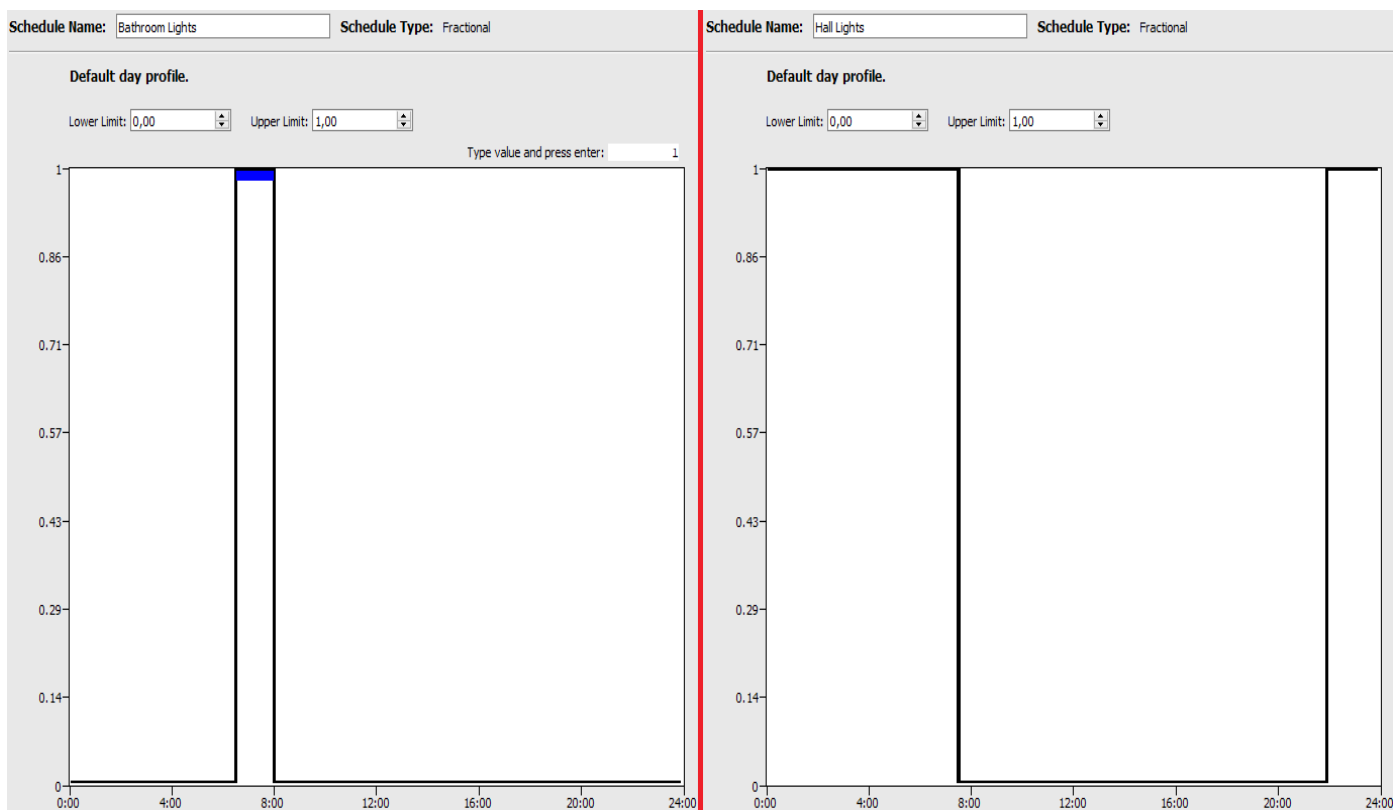 Schedule Name: Bathroom Lights Schedule Type: Fractional
Default day profile.
Lower Limit: 0,00 Upper Limit: 1,00
Type value and press enter: 1
1
0.86
0.71
0.57
0.43
0.29
0.14
0
0:00 4:00 8:00 12:00 16:00 20:00 24:00
Schedule Name: Hall Lights Schedule Type: Fractional
Default day profile.
Lower Limit: 0,00 Upper Limit: 1,00
1
0.86
0.71
0.57
0.43
0.29
0.14
0
0:00 4:00 8:00 12:00 16:00 20:00 24:00